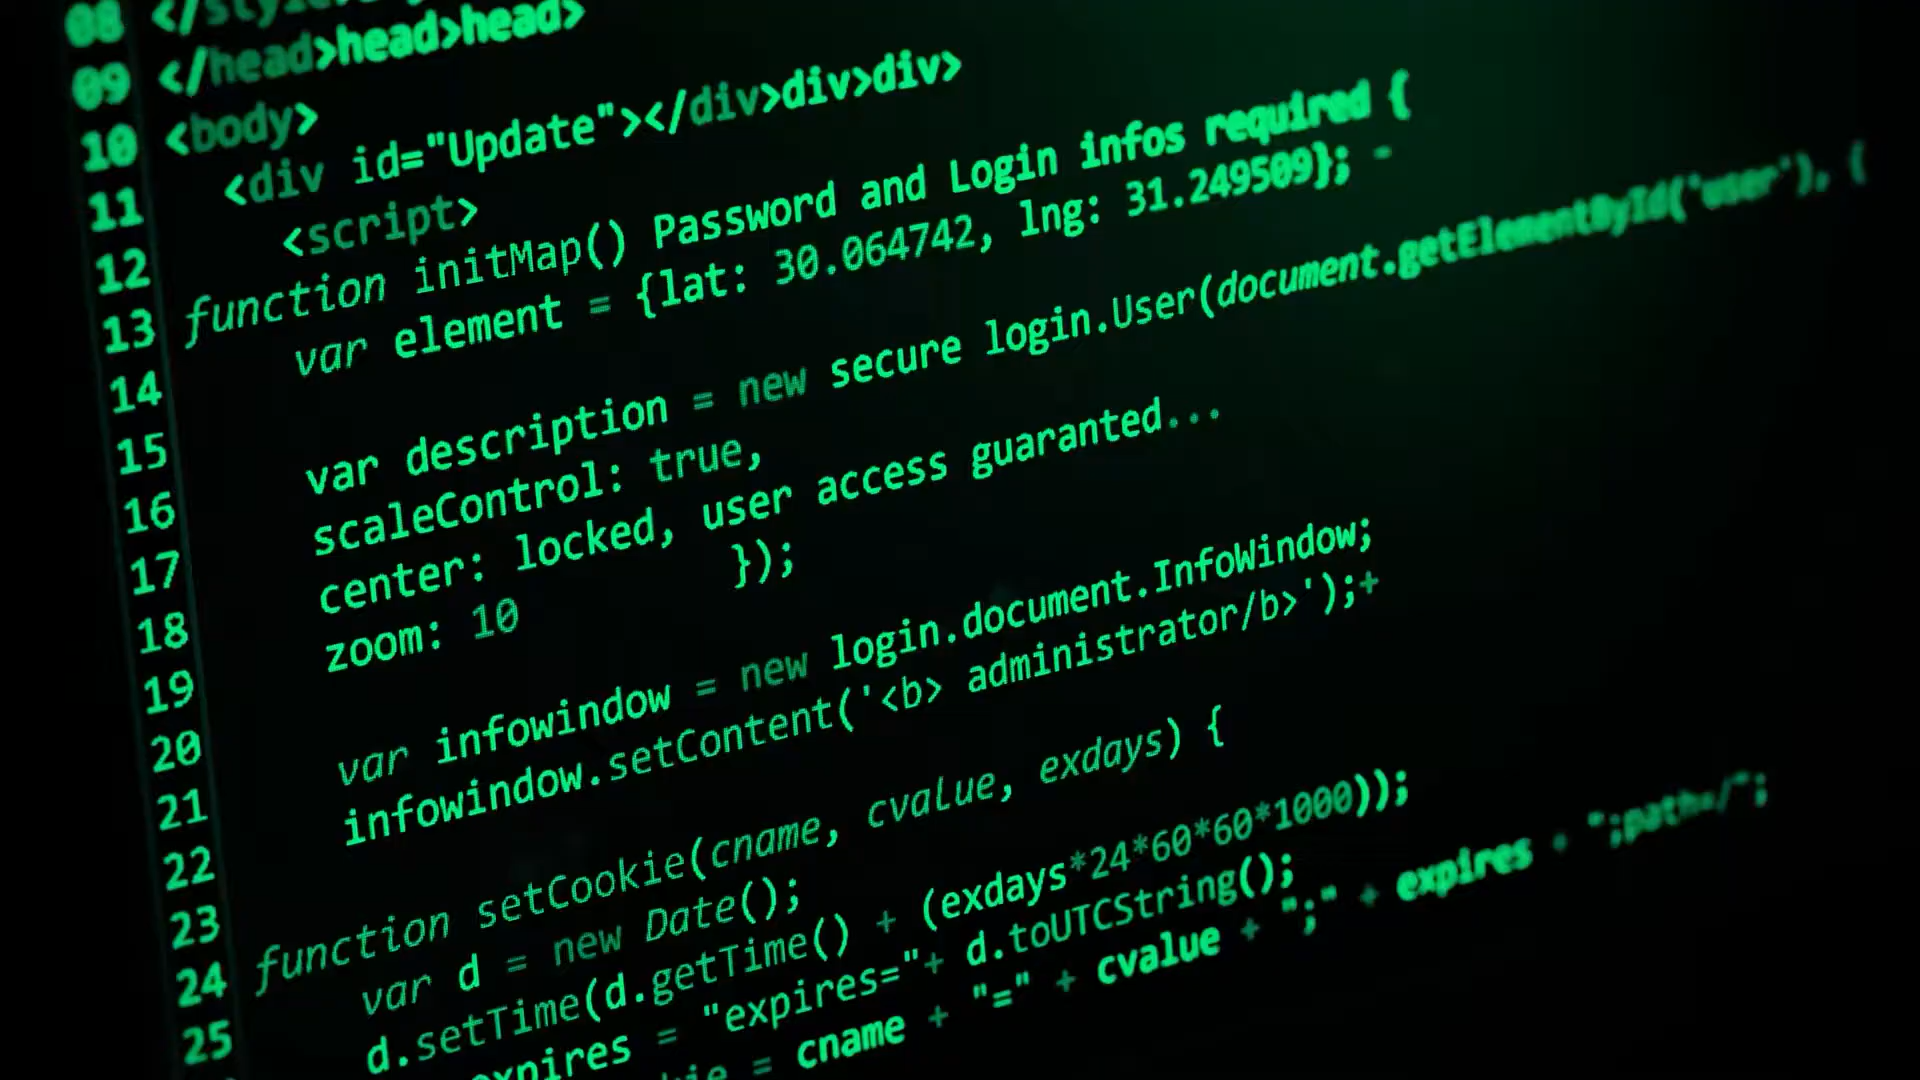 08 </style>
09 </head>head>head>
10 <body>
11 <div id="Update"></div>div>div>
12 <script>
13 function initMap() Password and Login infos required {
14 var element = {lat: 30.064742, lng: 31.249509}; -
15
16 var description = new secure login.User(document.getElementById('user'), {
17 scaleControl: true,
18 center: locked, user access guaranted...
19 zoom: 10 });
20
21 var infowindow = new login.document.InfoWindow;
22 infowindow.setContent('<b> administrator/b>');+
23
24 function setCookie(cname, cvalue, exdays) {
25 var d = new Date();
d.setTime(d.getTime() + (exdays*24*60*60*1000));
expires = "expires="+ d.toUTCString();
= cname + "=" + cvalue + ";" + expires + ";path=/";